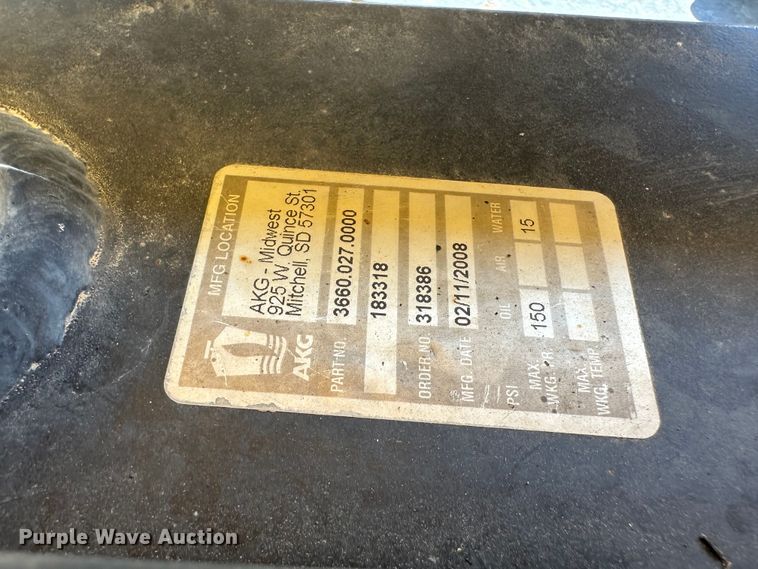 MFG LOCATION
AKG - Midwest
925 W. Quince St.
Mitchell, SD 57301
AKG
PART NO. 3660.027.0000
183318
ORDER NO. 318386
MFG. DATE 02/11/2008
PSI OIL AIR WATER
MAX. WKG. PR. 150 15
MAX. WKG. TEMP.
Purple Wave Auction